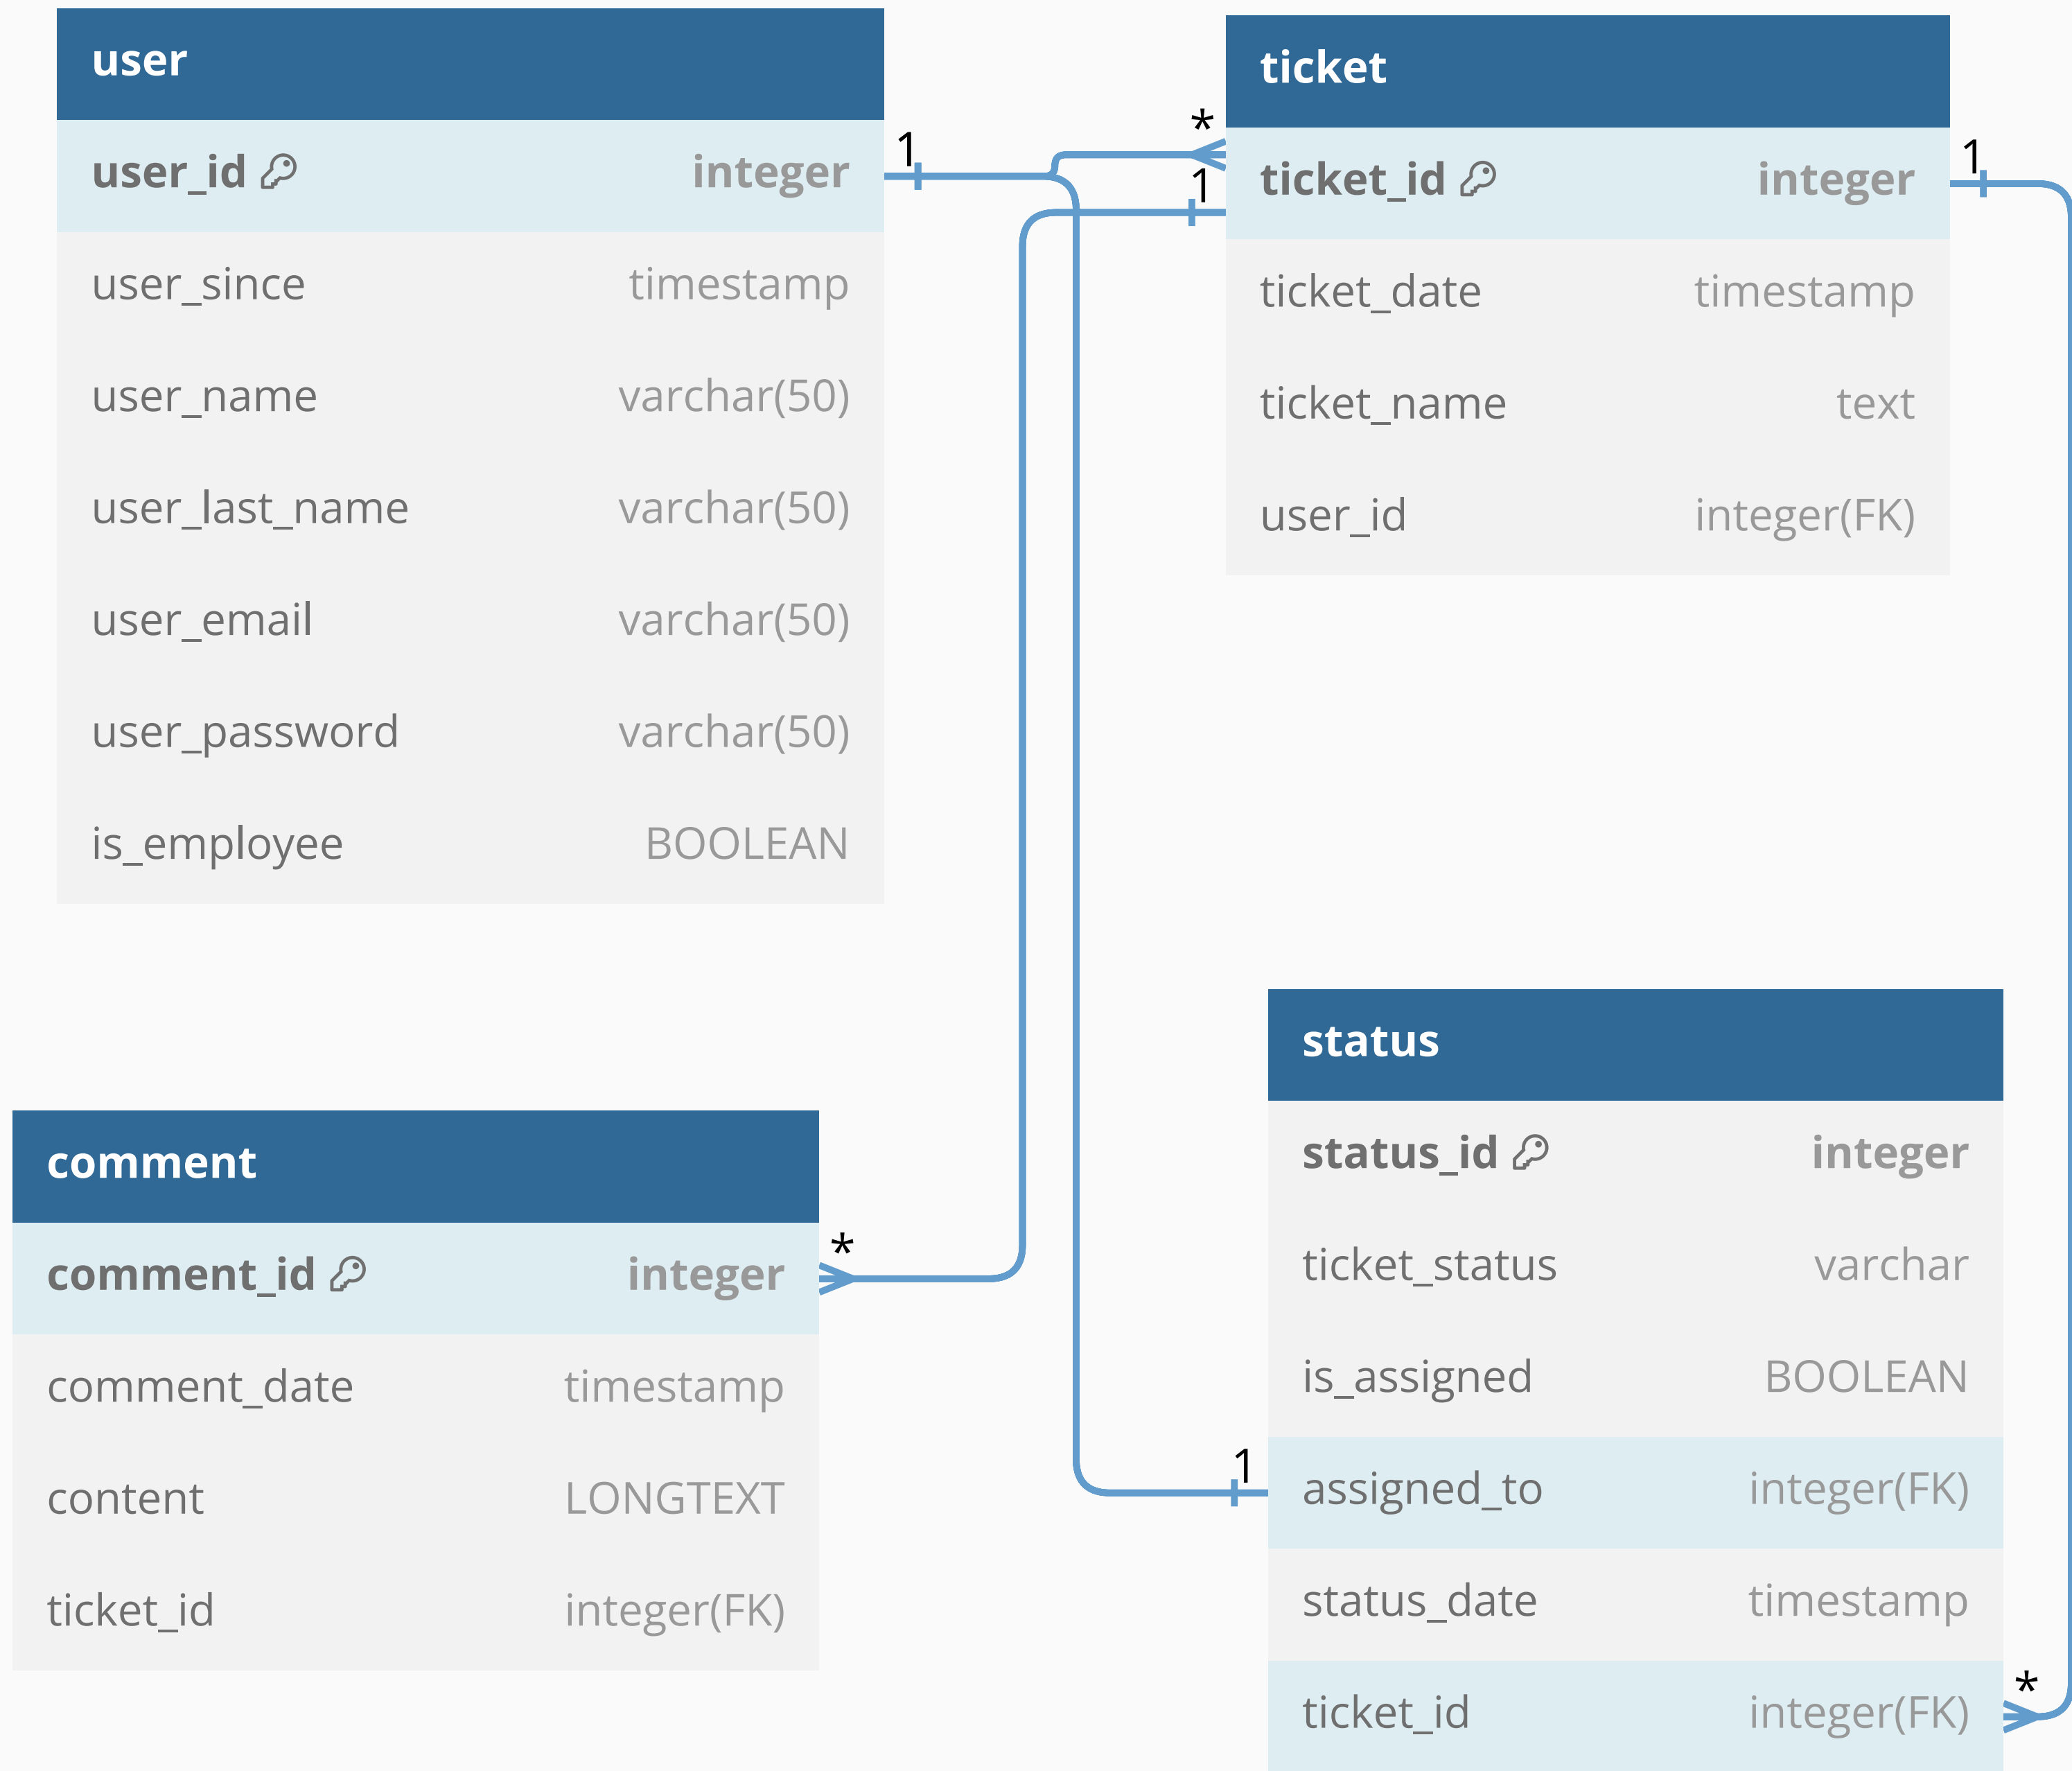 user
user_id integer
user_since timestamp
user_name varchar(50)
user_last_name varchar(50)
user_email varchar(50)
user_password varchar(50)
is_employee BOOLEAN
1
*
1
ticket
ticket_id integer
ticket_date timestamp
ticket_name text
user_id integer(FK)
1
comment
comment_id integer
comment_date timestamp
content LONGTEXT
ticket_id integer(FK)
*
status
status_id integer
ticket_status varchar
is_assigned BOOLEAN
1
assigned_to integer(FK)
status_date timestamp
ticket_id integer(FK)
*